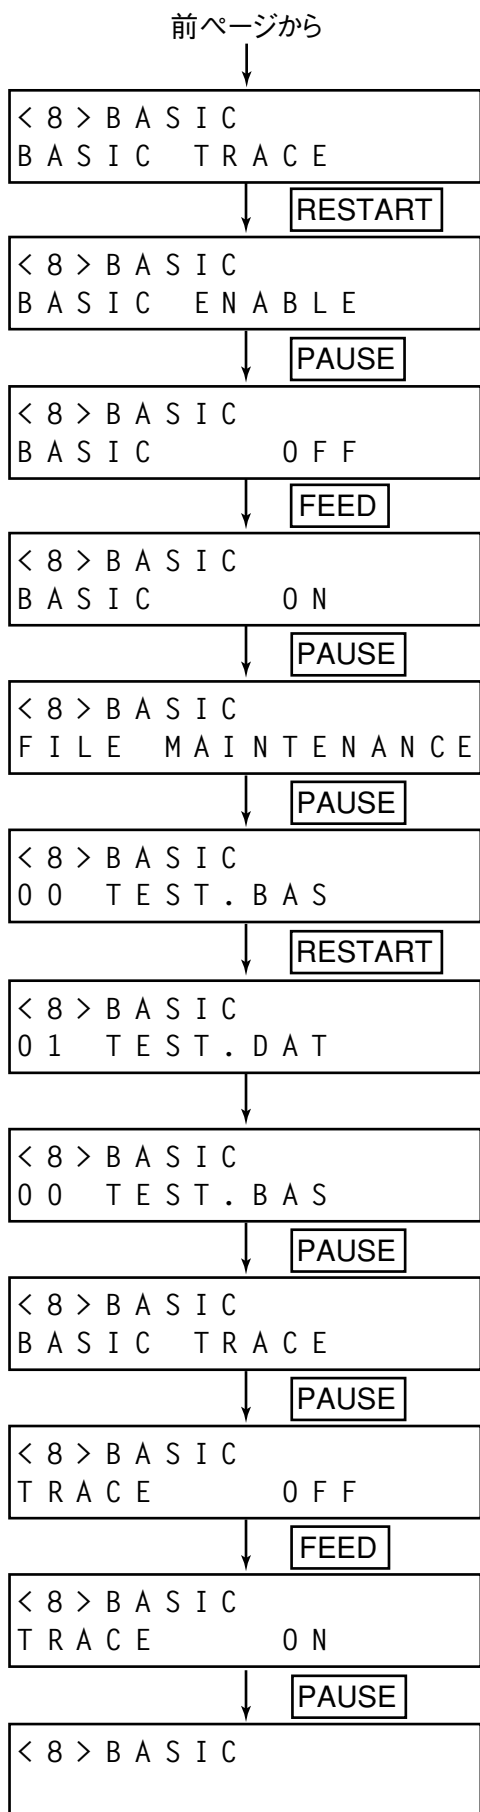 前ページから
<8>BASIC
BASIC TRACE
RESTART
<8>BASIC
BASIC ENABLE
PAUSE
<8>BASIC
BASIC OFF
FEED
<8>BASIC
BASIC ON
PAUSE
<8>BASIC
FILE MAINTENANCE
PAUSE
<8>BASIC
00 TEST.BAS
RESTART
<8>BASIC
01 TEST.DAT
<8>BASIC
00 TEST.BAS
PAUSE
<8>BASIC
BASIC TRACE
PAUSE
<8>BASIC
TRACE OFF
FEED
<8>BASIC
TRACE ON
PAUSE
<8>BASIC